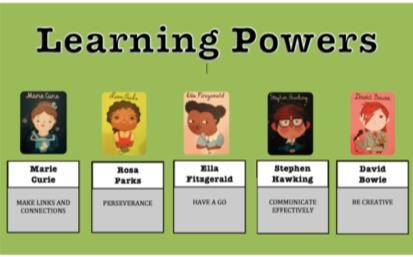 Learning Powers
Marie Curie
Rosa Parks
Ella Fitzgerald
Stephen Hawking
David Bowie
Marie
Curie
Rosa
Parks
Ella
Fitzgerald
Stephen
Hawking
David
Bowie
MAKE LINKS AND
CONNECTIONS
PERSEVERANCE
HAVE A GO
COMMUNICATE
EFFECTIVELY
BE CREATIVE